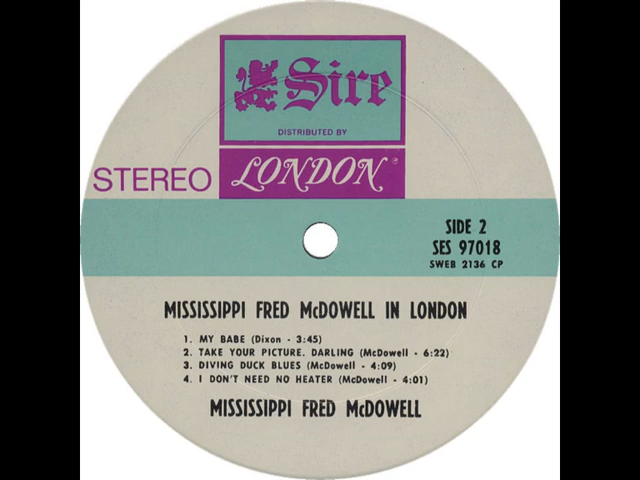 Sire
DISTRIBUTED BY
STEREO
LONDON®
SIDE 2
SES 97018
SWEB 2136 CP
MISSISSIPPI FRED McDOWELL IN LONDON
1. MY BABE (Dixon - 3:45)
2. TAKE YOUR PICTURE, DARLING (McDowell - 6:22)
3. DIVING DUCK BLUES (McDowell - 4:09)
4. I DON'T NEED NO HEATER (McDowell - 4:01)
MISSISSIPPI FRED McDOWELL